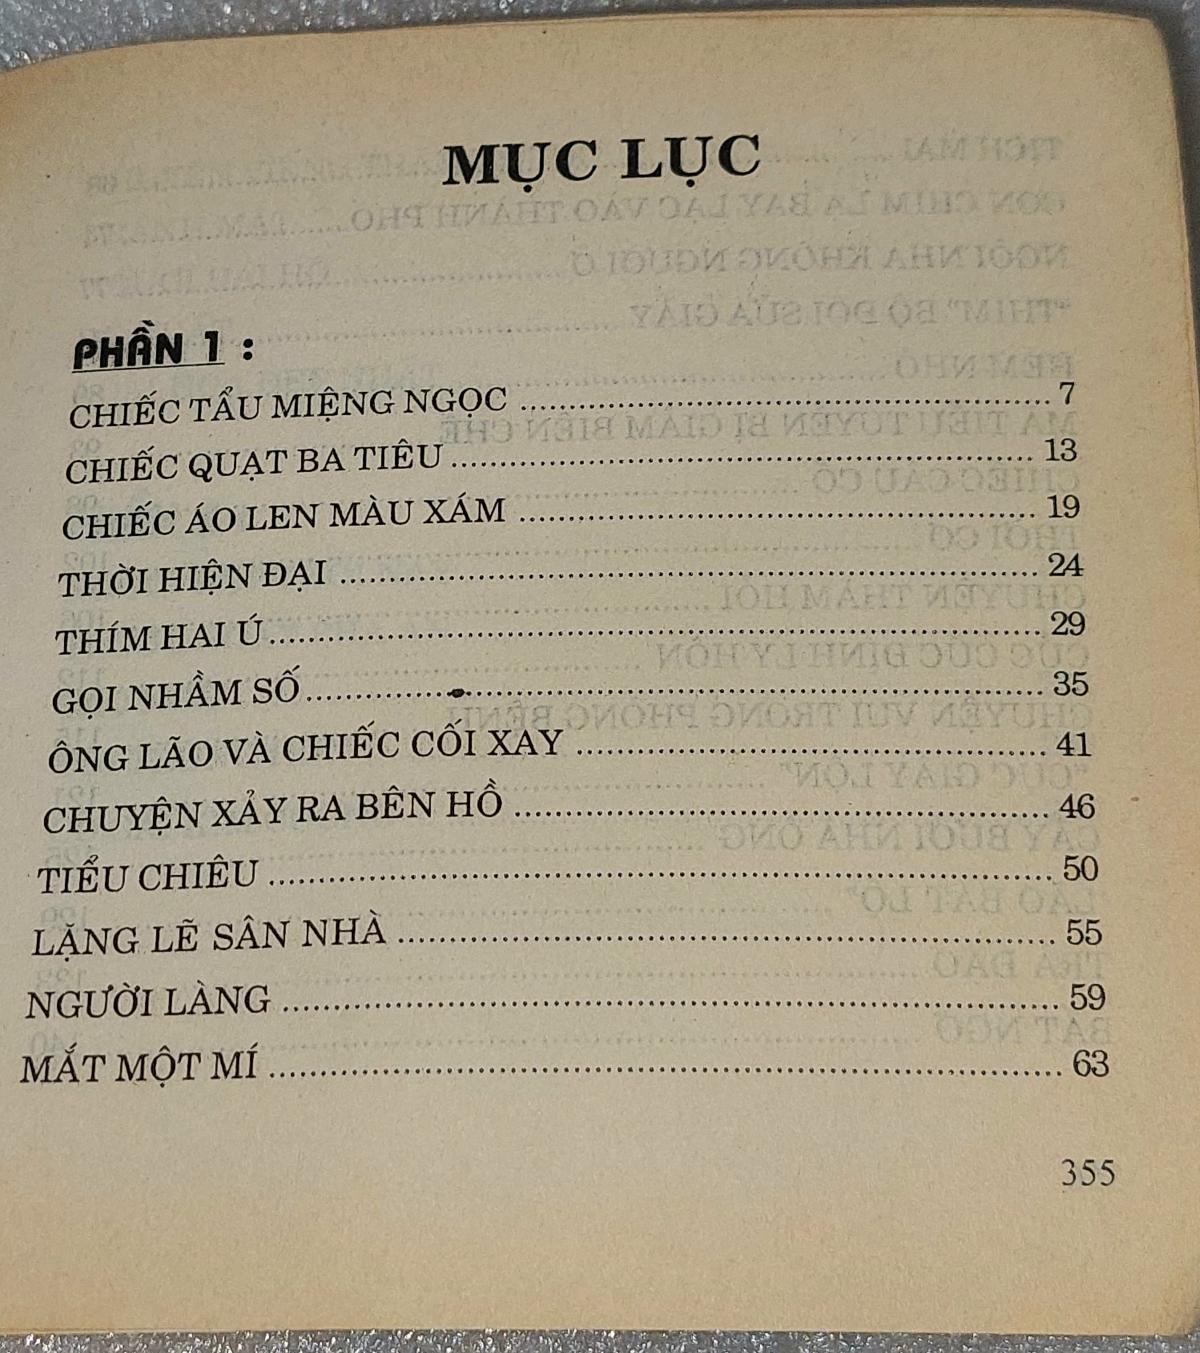 MỤC LỤC
PHẦN 1 :
CHIẾC TẨU MIỆNG NGỌC ........ 7
CHIẾC QUẠT BA TIÊU ........ 13
CHIẾC ÁO LEN MÀU XÁM ........ 19
THỜI HIỆN ĐẠI ........ 24
THÍM HAI Ú ........ 29
GỌI NHẦM SỐ ........ 35
ÔNG LÃO VÀ CHIẾC CỐI XAY ........ 41
CHUYỆN XẢY RA BÊN HỒ ........ 46
TIỂU CHIÊU ........ 50
LẶNG LẼ SÂN NHÀ ........ 55
NGƯỜI LÀNG ........ 59
MẮT MỘT MÍ ........ 63
355